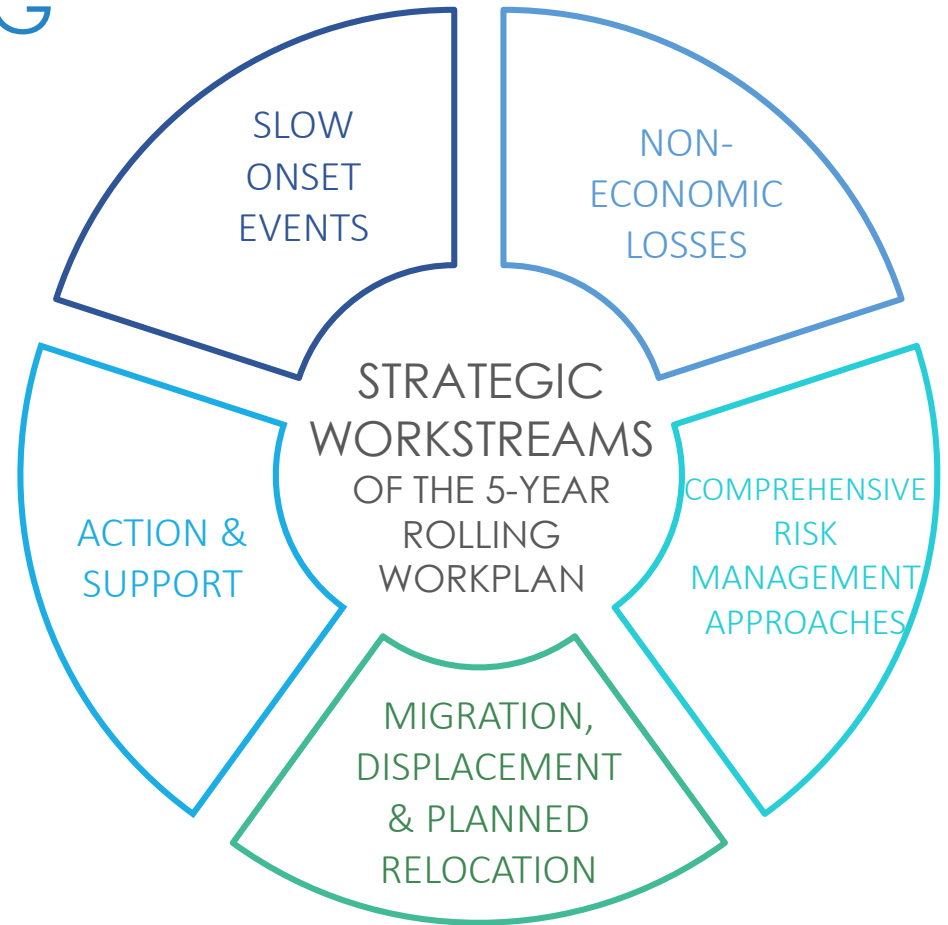 G
SLOW
ONSET
EVENTS
NON-
ECONOMIC
LOSSES
STRATEGIC
WORKSTREAMS
OF THE 5-YEAR
ROLLING
WORKPLAN
COMPREHENSIVE
RISK
MANAGEMENT
APPROACHES
MIGRATION,
DISPLACEMENT
& PLANNED
RELOCATION
ACTION &
SUPPORT